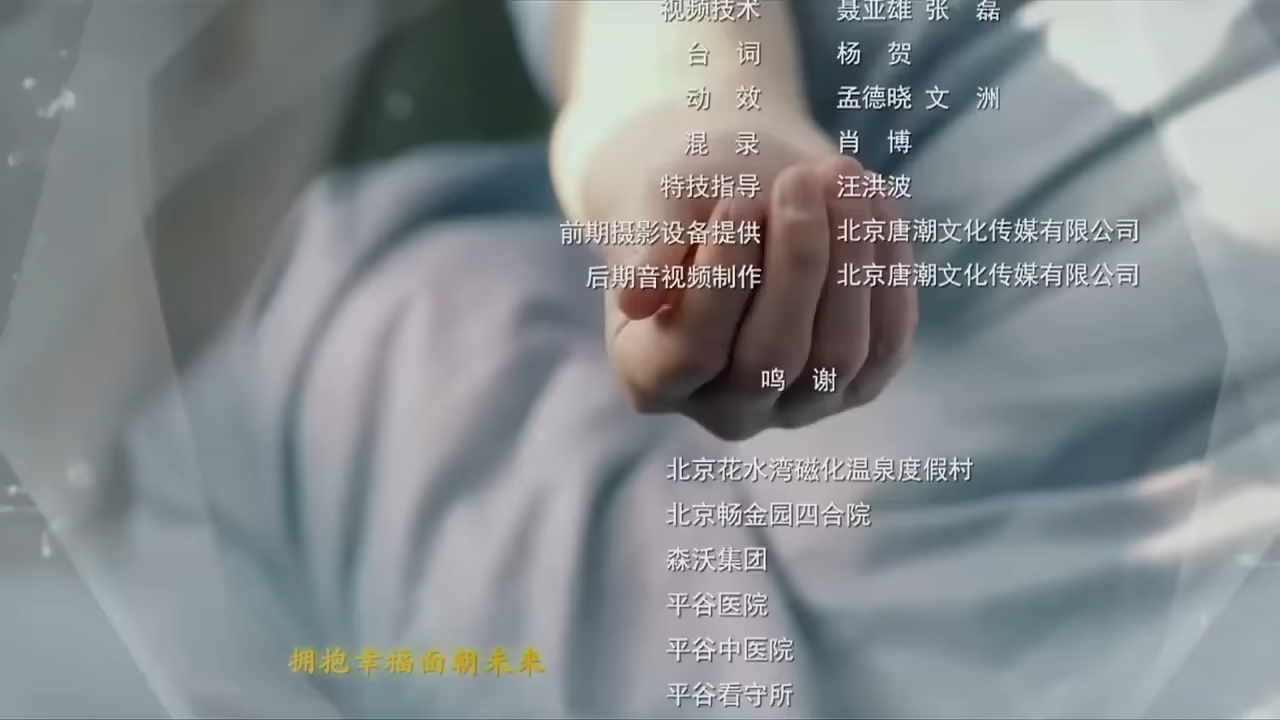 视频技术 聂亚雄 张 磊
台 词 杨 贺
动 效 孟德晓 文 洲
混 录 肖 博
特技指导 汪洪波
前期摄影设备提供 北京唐潮文化传媒有限公司
后期音视频制作 北京唐潮文化传媒有限公司
鸣 谢
北京花水湾磁化温泉度假村
北京畅金园四合院
森沃集团
平谷医院
拥抱幸福面朝未来
平谷中医院
平谷看守所